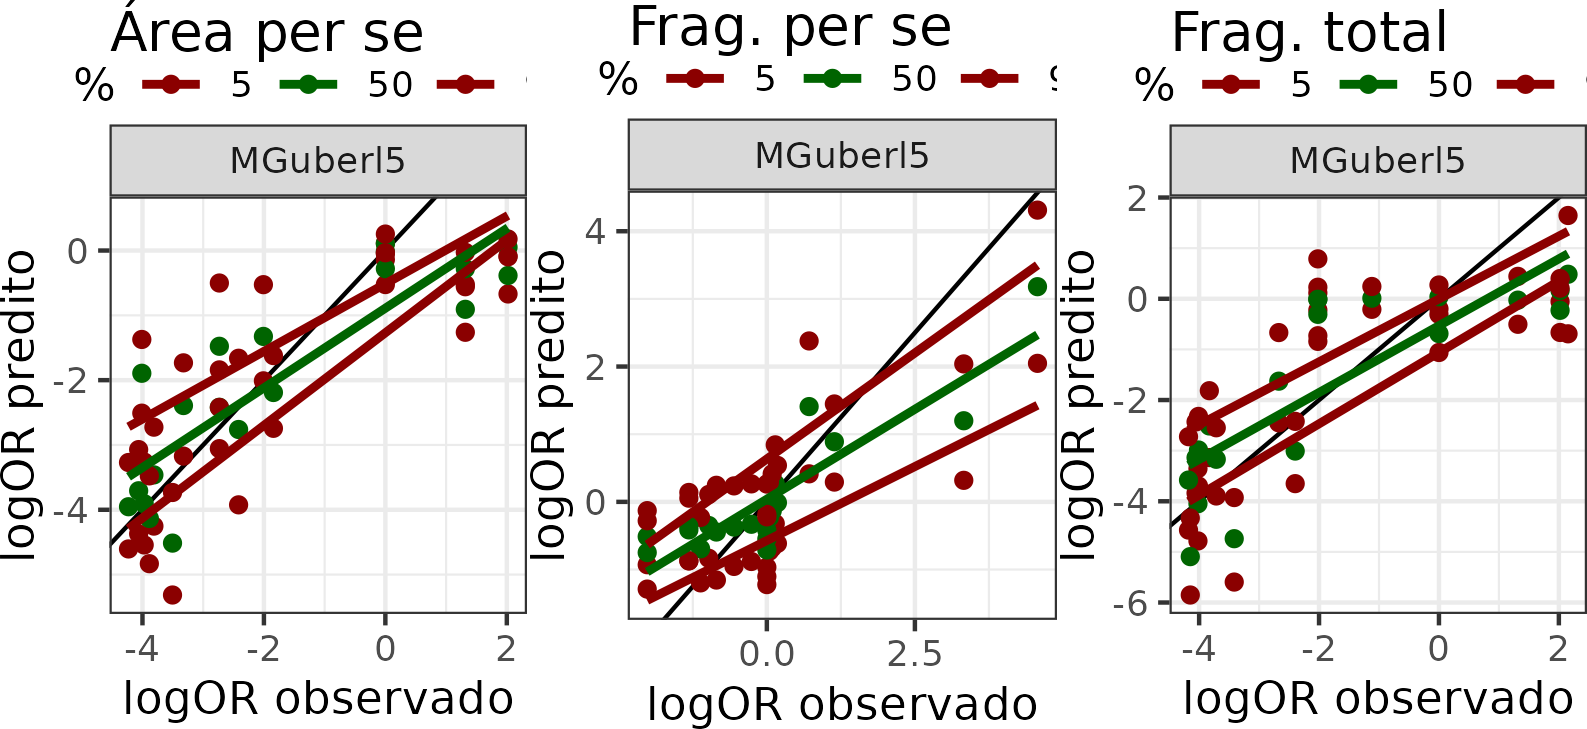 Área per se
% 5 50
MGuberl5
0
-2
-4
-4 -2 0 2
logOR observado
logOR predito
Frag. per se
% 5 50
MGuberl5
4
2
0
0.0 2.5
logOR observado
logOR predito
Frag. total
% 5 50
MGuberl5
2
0
-2
-4
-6
-4 -2 0 2
logOR observado
logOR predito